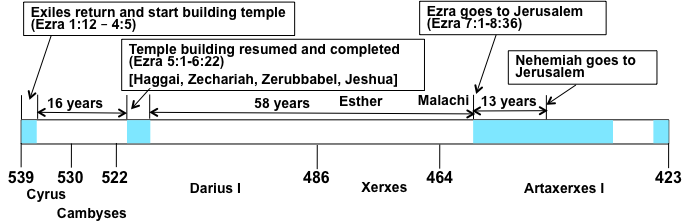 Exiles return and start building temple
(Ezra 1:12 – 4:5)
Ezra goes to Jerusalem
(Ezra 7:1-8:36)
Temple building resumed and completed
(Ezra 5:1-6:22)
[Haggai, Zechariah, Zerubbabel, Jeshua]
Nehemiah goes to
Jerusalem
16 years
58 years
Esther
Malachi
13 years
539
530
522
486
464
423
Cyrus
Cambyses
Darius I
Xerxes
Artaxerxes I